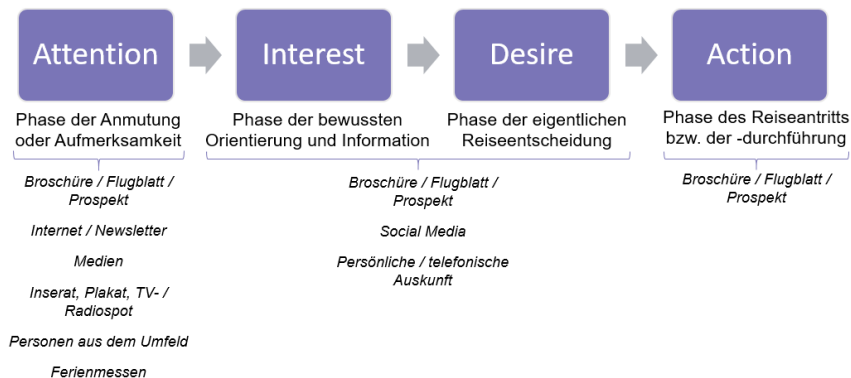 Attention
Interest
Desire
Action
Phase der Anmutung
oder Aufmerksamkeit
Phase der bewussten
Orientierung und Information
Phase der eigentlichen
Reiseentscheidung
Phase des Reiseantritts
bzw. der -durchführung
Broschüre / Flugblatt /
Prospekt
Internet / Newsletter
Medien
Inserat, Plakat, TV- /
Radiospot
Personen aus dem Umfeld
Ferienmessen
Broschüre / Flugblatt /
Prospekt
Social Media
Persönliche / telefonische
Auskunft
Broschüre / Flugblatt /
Prospekt